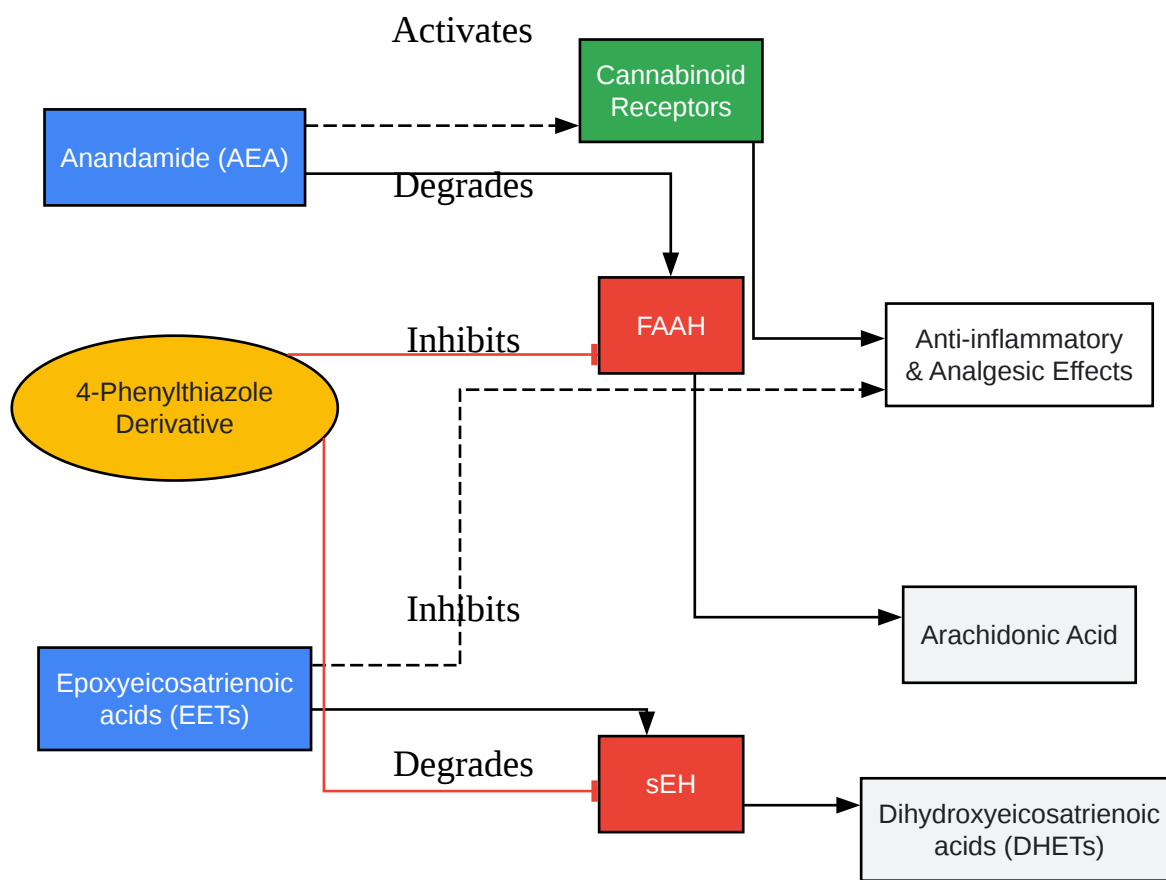 Activates
Cannabinoid
Receptors
Anandamide (AEA)
Degrades
FAAH
Inhibits
Anti-inflammatory
& Analgesic Effects
4-Phenylthiazole
Derivative
Inhibits
Arachidonic Acid
Epoxyeicosatrienoic
acids (EETs)
Degrades
sEH
Dihydroxyeicosatrienoic
acids (DHETs)